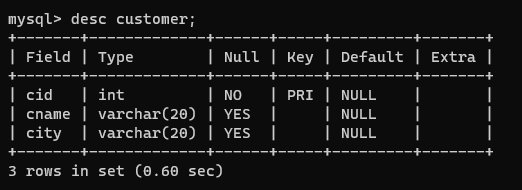 mysql> desc customer;
+-------+-------------+------+-----+---------+-------+
| Field | Type        | Null | Key | Default | Extra |
+-------+-------------+------+-----+---------+-------+
| cid   | int         | NO   | PRI | NULL    |       |
| cname | varchar(20) | YES  |     | NULL    |       |
| city  | varchar(20) | YES  |     | NULL    |       |
+-------+-------------+------+-----+---------+-------+
3 rows in set (0.60 sec)